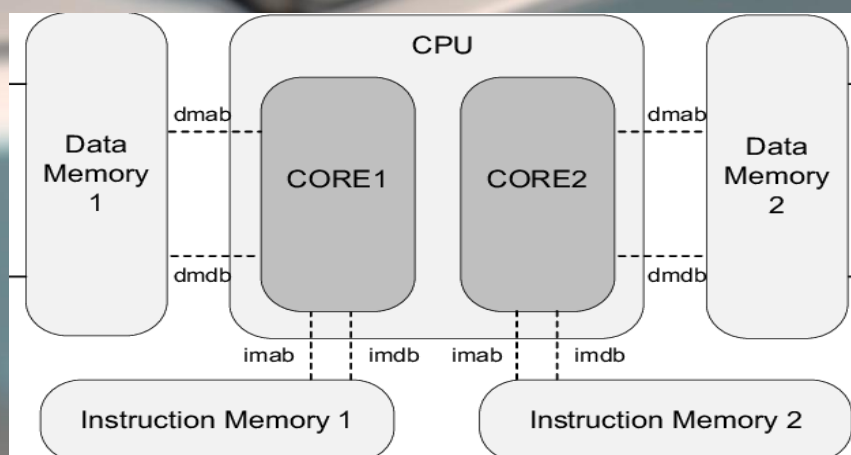 CPU
dmab
dmab
Data
Memory
1
CORE1
CORE2
Data
Memory
2
dmdb
dmdb
imab
imdb
imab
imdb
Instruction Memory 1
Instruction Memory 2